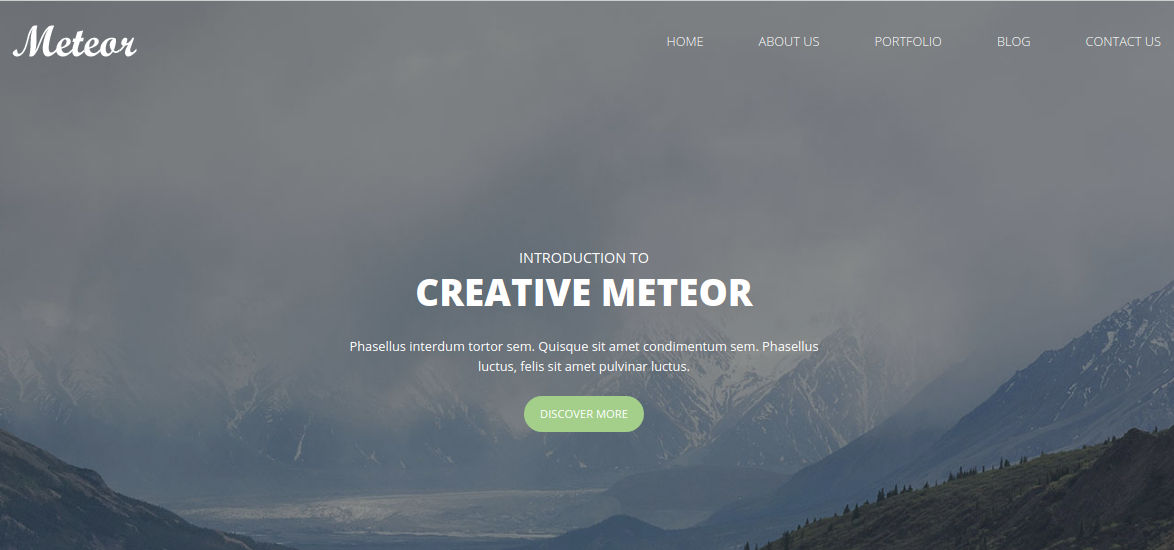 Meteor
HOME ABOUT US PORTFOLIO BLOG CONTACT US
INTRODUCTION TO
CREATIVE METEOR
Phasellus interdum tortor sem. Quisque sit amet condimentum sem. Phasellus
luctus, felis sit amet pulvinar luctus.
DISCOVER MORE